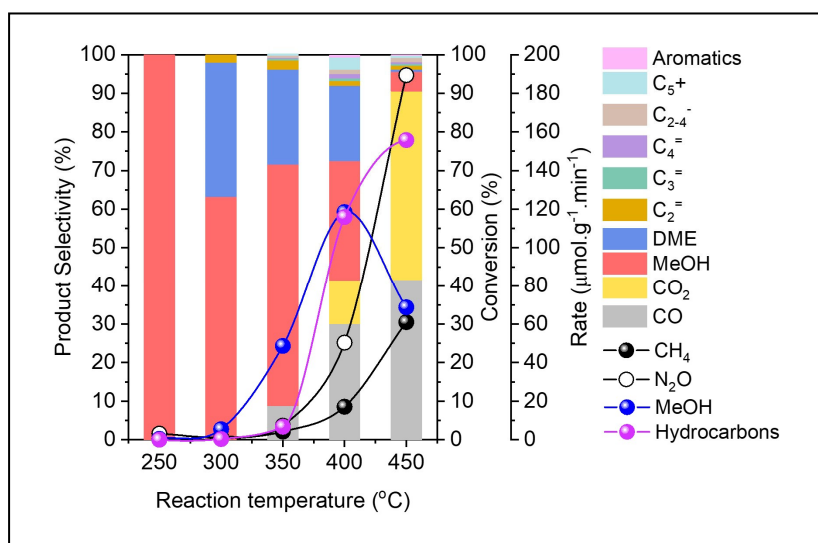 100 100 200 Aromatics
90 90 180 C₅+
80 80 160 C₂₋₄⁻
70 70 140 C₄⁼
60 60 120 C₃⁼
50 50 100 C₂⁼
40 40 80 DME
30 30 60 MeOH
20 20 40 CO₂
10 10 20 CO
0 0 0 CH₄
N₂O
MeOH
Hydrocarbons
Product Selectivity (%)
Conversion (%)
Rate (μmol.g⁻¹.min⁻¹)
250 300 350 400 450
Reaction temperature (⁰C)